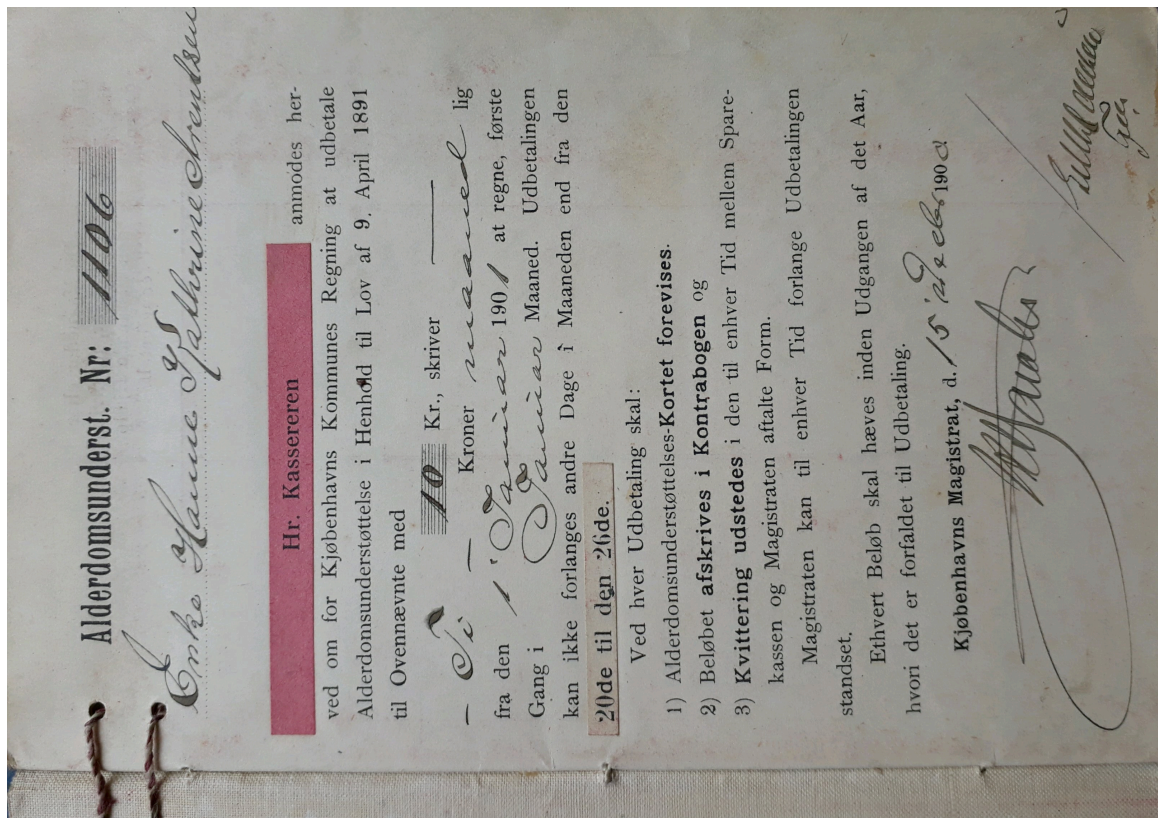 Alderdomsunderst. Nr: 1106
Enke Hanne Kathrine Arendsen
Hr. Kassereren anmodes her-
ved om for Kjøbenhavns Kommunes Regning at udbetale
Alderdomsunderstøttelse i Henhold til Lov af 9. April 1891
til Ovennævnte med 10 Kr., skriver —
— Ti — Kroner maaned lig
fra den 1' Januar 1901 at regne, første
Gang i Januar Maaned. Udbetalingen
kan ikke forlanges andre Dage i Maaneden end fra den
20de til den 26de.
Ved hver Udbetaling skal:
1) Alderdomsunderstøttelses-Kortet forevises.
2) Beløbet afskrives i Kontrabogen og
3) Kvittering udstedes i den til enhver Tid mellem Spare-
kassen og Magistraten aftalte Form.
Magistraten kan til enhver Tid forlange Udbetalingen
standset.
Ethvert Beløb skal hæves inden Udgangen af det Aar,
hvori det er forfaldet til Udbetaling.
Kjøbenhavns Magistrat, d. 15' Decbr 1900